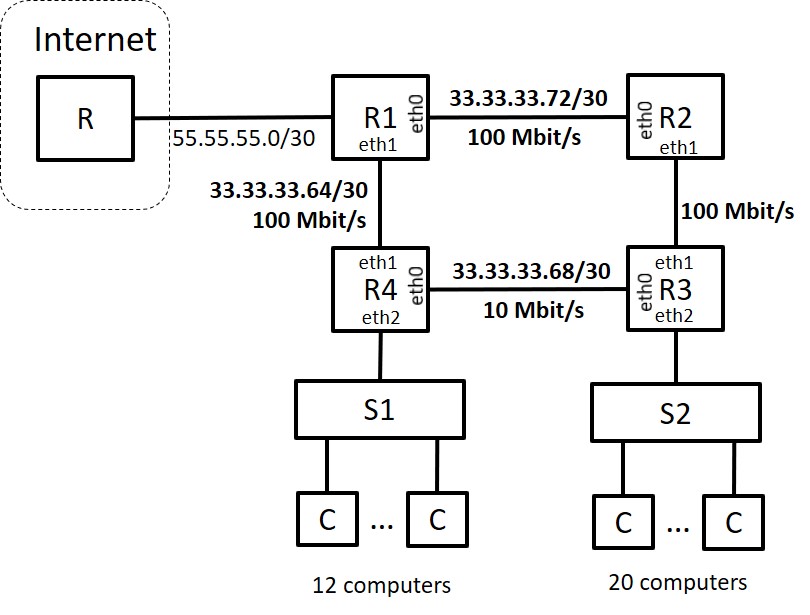 Internet
R
55.55.55.0/30
R1
eth0
eth1
33.33.33.72/30
100 Mbit/s
eth0
R2
eth1
33.33.33.64/30
100 Mbit/s
100 Mbit/s
eth1
R4
eth0
eth2
33.33.33.68/30
10 Mbit/s
eth1
eth0
R3
eth2
S1
S2
C ... C
C ... C
12 computers
20 computers